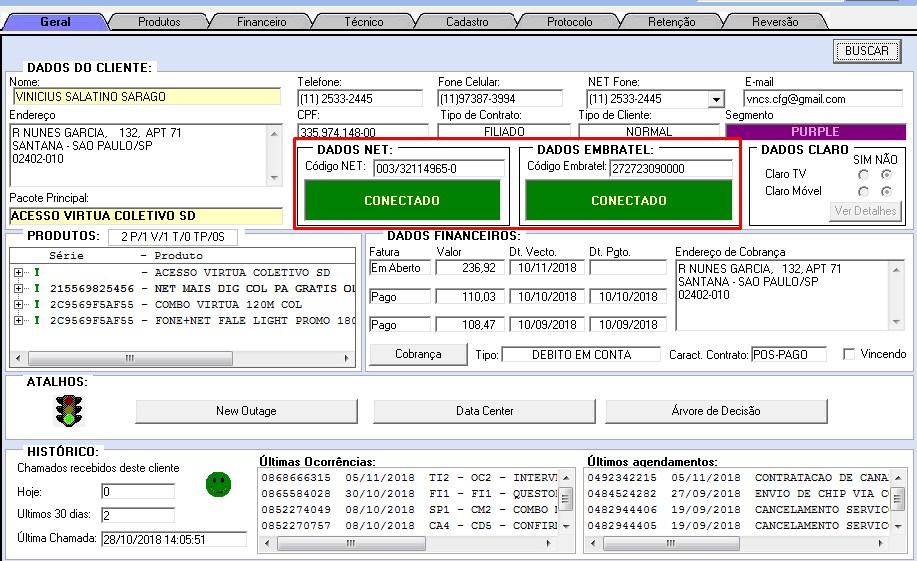 Geral Produtos Financeiro Técnico Cadastro Protocolo Retenção Reversão
BUSCAR
DADOS DO CLIENTE:
Nome: Telefone: Fone Celular: NET Fone: E-mail
VINICIUS SALATINO SARAGO (11) 2533-2445 (11)97387-3994 (11) 2533-2445 vncs.cfg@gmail.com
Endereço CPF: Tipo de Contrato: Tipo de Cliente: Segmento
R NUNES GARCIA, 132, APT 71 335.974.148-00 FILIADO NORMAL PURPLE
SANTANA - SAO PAULO/SP
02402-010
DADOS NET: DADOS EMBRATEL: DADOS CLARO
Código NET: 003/32114965-0 Código Embratel: 272723090000 SIM NÃO
CONECTADO CONECTADO Claro TV
Claro Móvel
Ver Detalhes
Pacote Principal:
ACESSO VIRTUA COLETIVO SD
PRODUTOS: 2 P/1 V/1 T/0 TP/0S
Série - Produto
I - ACESSO VIRTUA COLETIVO SD
I 215569825456 - NET MAIS DIG COL PA GRATIS
I 2C9569F5AF55 - COMBO VIRTUA 120M COL
I 2C9569F5AF55 - FONE+NET FALE LIGHT PROMO
DADOS FINANCEIROS:
Fatura Valor Dt. Vecto. Dt. Pgto. Endereço de Cobrança
Em Aberto 236,92 10/11/2018 R NUNES GARCIA, 132, APT 71
SANTANA - SAO PAULO/SP
Pago 110,03 10/10/2018 10/10/2018 02402-010
Pago 108,47 10/09/2018 10/09/2018
Cobrança Tipo: DEBITO EM CONTA Caract. Contrato: POS-PAGO Vincendo
ATALHOS:
New Outage Data Center Árvore de Decisão
HISTÓRICO:
Chamados recebidos deste cliente
Hoje: 0
Ultimos 30 dias: 2
Última Chamada: 28/10/2018 14:05:51
Últimas Ocorrências:
0868666315 05/11/2018 TI2 - OC2 - INTERV
0865584028 30/10/2018 FI1 - FI1 - QUESTO
0852274049 08/10/2018 SP1 - CM2 - COMBO
0852270757 08/10/2018 CA4 - CD5 - CONFIR
Últimos agendamentos:
0492342215 05/11/2018 CONTRATACAO DE CANA
0484524282 27/09/2018 ENVIO DE CHIP VIA
0482944406 19/09/2018 CANCELAMENTO SERVIC
0482944405 19/09/2018 CANCELAMENTO SERVIC